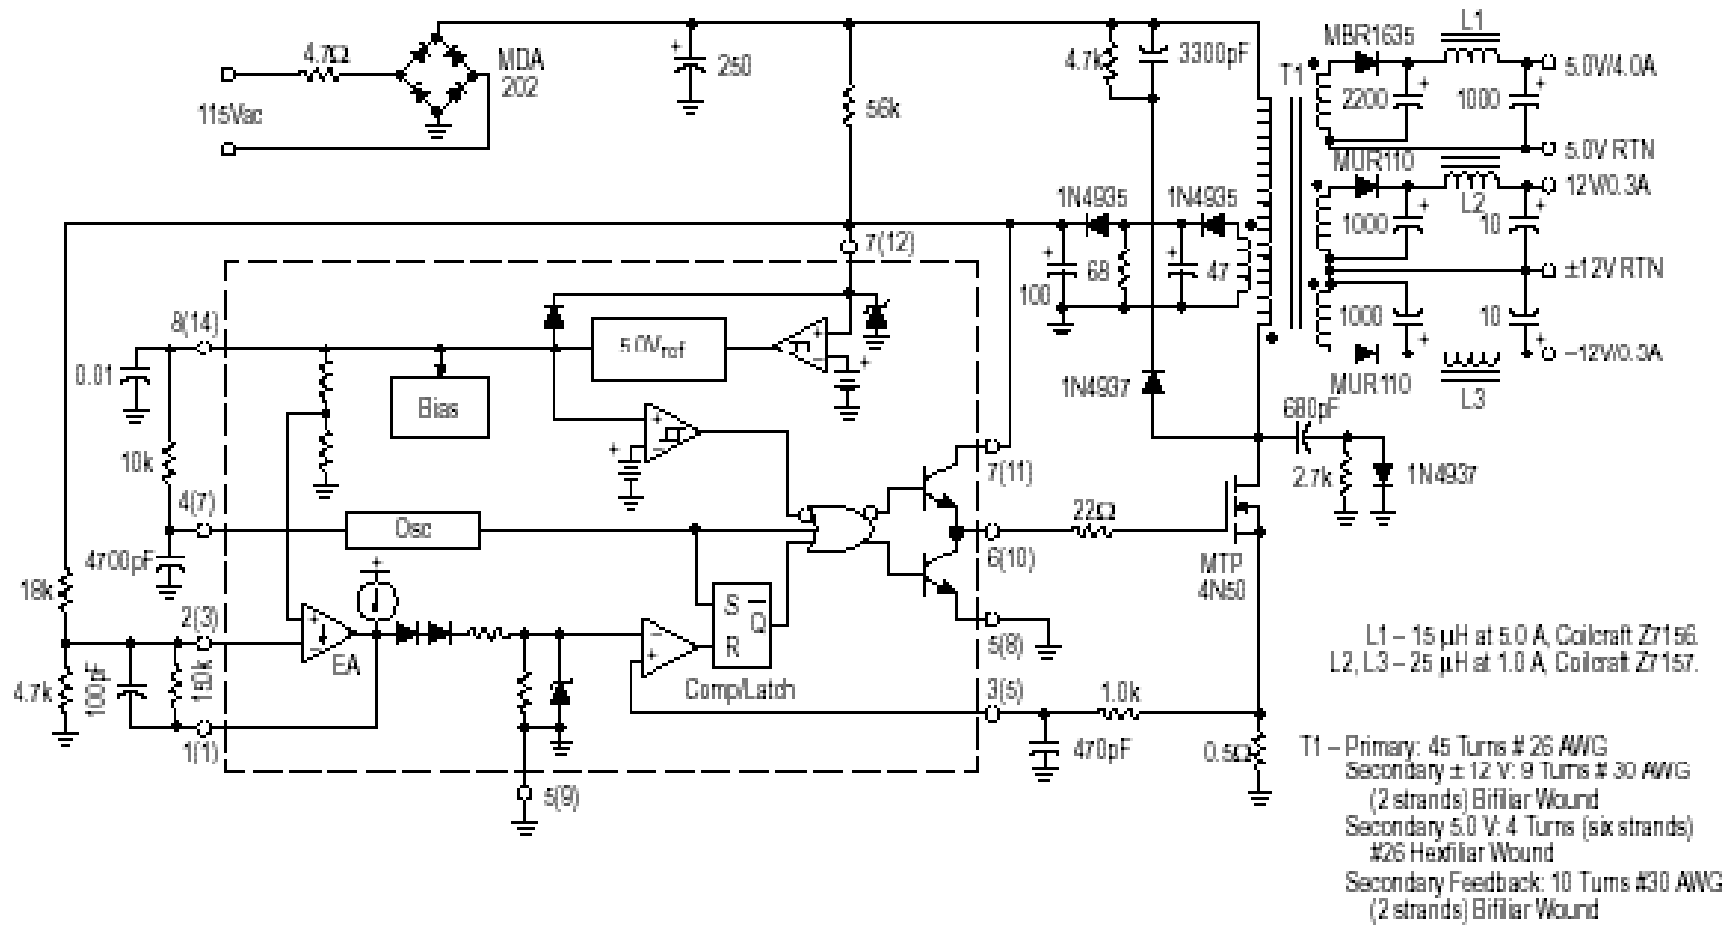 115Vac
4.7Ω
MDA
202
250
56k
4.7k
3300pF
T1
MBR1635
L1
2200
1000
5.0V/4.0A
5.0V RTN
MUR110
L2
1000
10
12V/0.3A
±12V RTN
1000
10
–12V/0.3A
MUR110
L3
1N4935
1N4935
7(12)
100
68
47
1N4937
680pF
2.7k
1N4937
8(14)
0.01
5.0Vref
Bias
10k
4(7)
4700pF
Osc
7(11)
22Ω
6(10)
MTP
4N50
18k
2(3)
EA
S
Q
R
5(8)
Comp/Latch
4.7k
100pF
150k
1(1)
3(5)
1.0k
470pF
0.5Ω
5(9)
L1 – 15 μH at 5.0 A, Coilcraft Z7156.
L2, L3 – 25 μH at 1.0 A, Coilcraft Z7157.
T1 – Primary: 45 Turns # 26 AWG
Secondary ± 12 V: 9 Turns # 30 AWG
(2 strands) Bifiliar Wound
Secondary 5.0 V: 4 Turns (six strands)
#26 Hexfiliar Wound
Secondary Feedback: 10 Turns #30 AWG
(2 strands) Bifiliar Wound